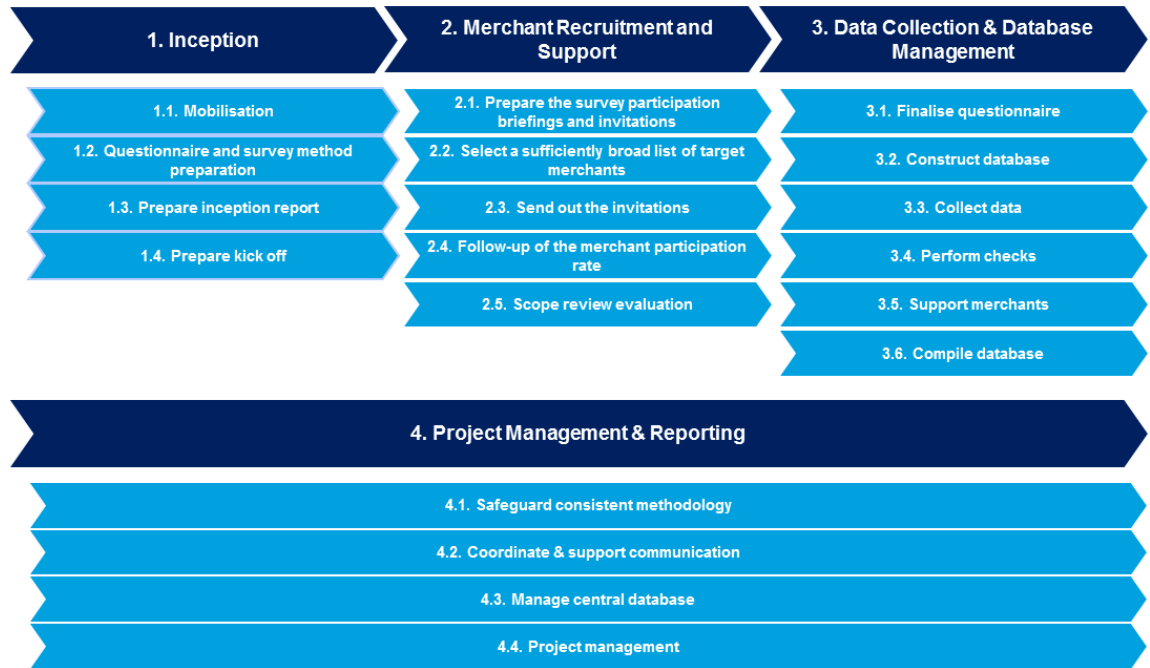 1. Inception
2. Merchant Recruitment and
Support
3. Data Collection & Database
Management
1.1. Mobilisation
1.2. Questionnaire and survey method
preparation
1.3. Prepare inception report
1.4. Prepare kick off
2.1. Prepare the survey participation
briefings and invitations
2.2. Select a sufficiently broad list of target
merchants
2.3. Send out the invitations
2.4. Follow-up of the merchant participation
rate
2.5. Scope review evaluation
3.1. Finalise questionnaire
3.2. Construct database
3.3. Collect data
3.4. Perform checks
3.5. Support merchants
3.6. Compile database
4. Project Management & Reporting
4.1. Safeguard consistent methodology
4.2. Coordinate & support communication
4.3. Manage central database
4.4. Project management